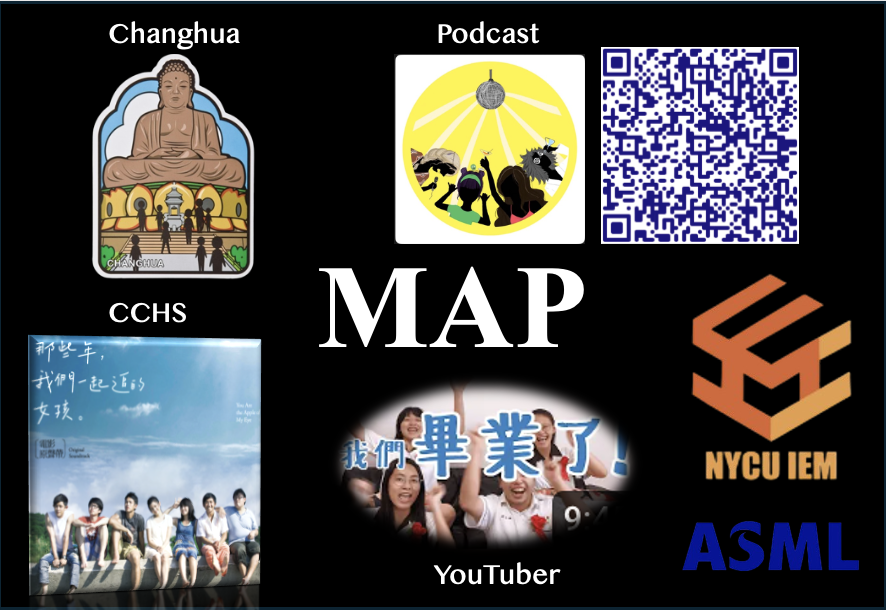 Changhua
Podcast
CHANGHUA
MAP
CCHS
那些年,
我們一起追的
女孩。
You Are
the Apple of
My Eye
電影
原聲帶
Original
Soundtrack
我們畢業了!
9:4
NYCU IEM
ASML
YouTuber